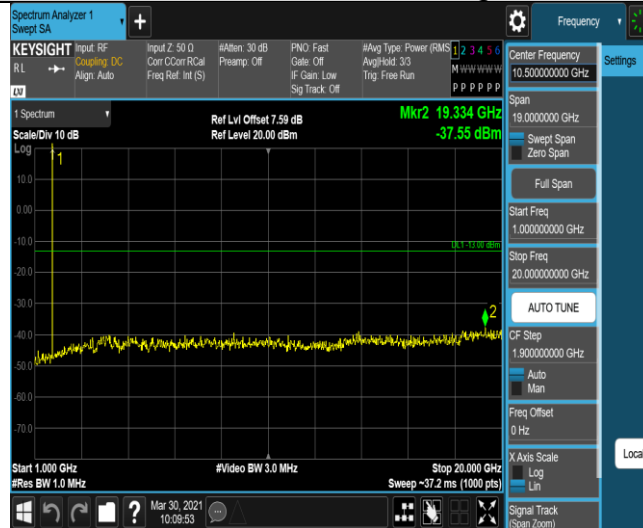 Spectrum Analyzer 1
Swept SA
+
Frequency
KEYSIGHT
RL
LXI
Input: RF
Coupling: DC
Align: Auto
Input Z: 50 Ω
Corr CCorr RCal
Freq Ref: Int (S)
#Atten: 30 dB
Preamp: Off
PNO: Fast
Gate: Off
IF Gain: Low
Sig Track: Off
#Avg Type: Power (RMS
Avg|Hold: 3/3
Trig: Free Run
1 2 3 4 5 6
M W W W W W
P P P P P P
1 Spectrum
Scale/Div 10 dB
Ref Lvl Offset 7.59 dB
Ref Level 20.00 dBm
Mkr2 19.334 GHz
-37.55 dBm
Log
1
10.0
0.00
-10.0
DL1 -13.00 dBm
-20.0
-30.0
2
-40.0
-50.0
-60.0
-70.0
Start 1.000 GHz
#Res BW 1.0 MHz
#Video BW 3.0 MHz
Stop 20.000 GHz
Sweep ~37.2 ms (1000 pts)
Mar 30, 2021
10:09:53
?
Center Frequency
10.500000000 GHz
Settings
Span
19.0000000 GHz
Swept Span
Zero Span
Full Span
Start Freq
1.000000000 GHz
Stop Freq
20.000000000 GHz
AUTO TUNE
CF Step
1.900000000 GHz
Auto
Man
Freq Offset
0 Hz
X Axis Scale
Log
Lin
Loca
Signal Track
(Span Zoom)